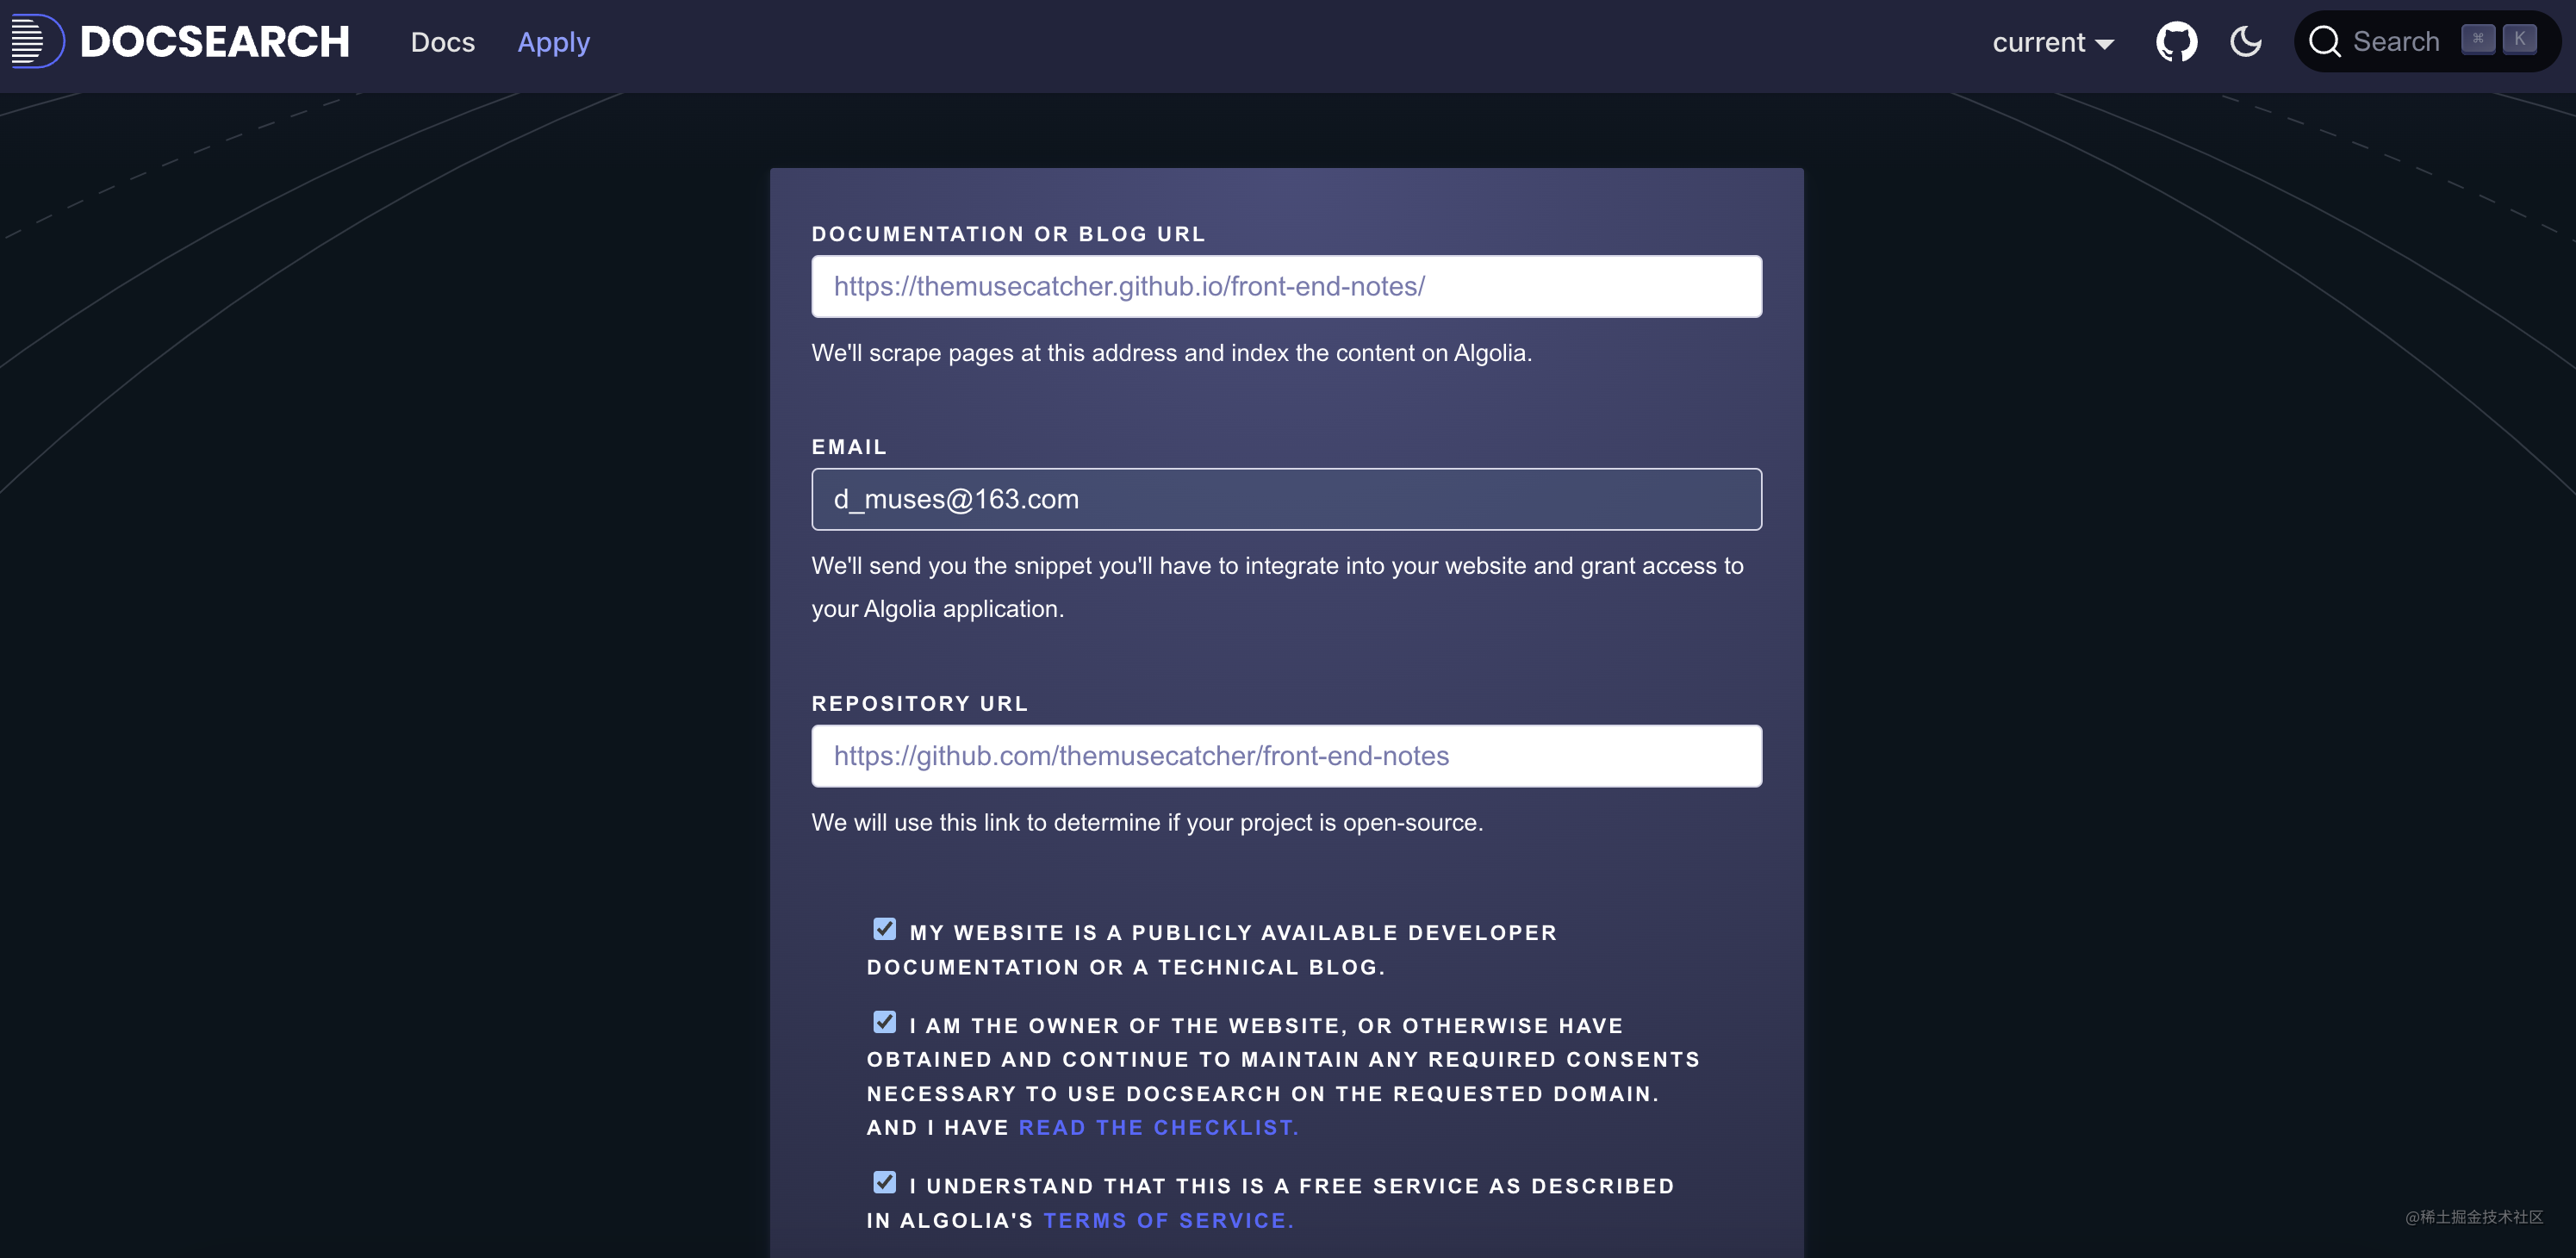 DOCSEARCH Docs Apply current Search ⌘ K
DOCUMENTATION OR BLOG URL
https://themusecatcher.github.io/front-end-notes/
We'll scrape pages at this address and index the content on Algolia.
EMAIL
d_muses@163.com
We'll send you the snippet you'll have to integrate into your website and grant access to
your Algolia application.
REPOSITORY URL
https://github.com/themusecatcher/front-end-notes
We will use this link to determine if your project is open-source.
MY WEBSITE IS A PUBLICLY AVAILABLE DEVELOPER
DOCUMENTATION OR A TECHNICAL BLOG.
I AM THE OWNER OF THE WEBSITE, OR OTHERWISE HAVE
OBTAINED AND CONTINUE TO MAINTAIN ANY REQUIRED CONSENTS
NECESSARY TO USE DOCSEARCH ON THE REQUESTED DOMAIN.
AND I HAVE READ THE CHECKLIST.
I UNDERSTAND THAT THIS IS A FREE SERVICE AS DESCRIBED
IN ALGOLIA'S TERMS OF SERVICE.
@稀土掘金技术社区